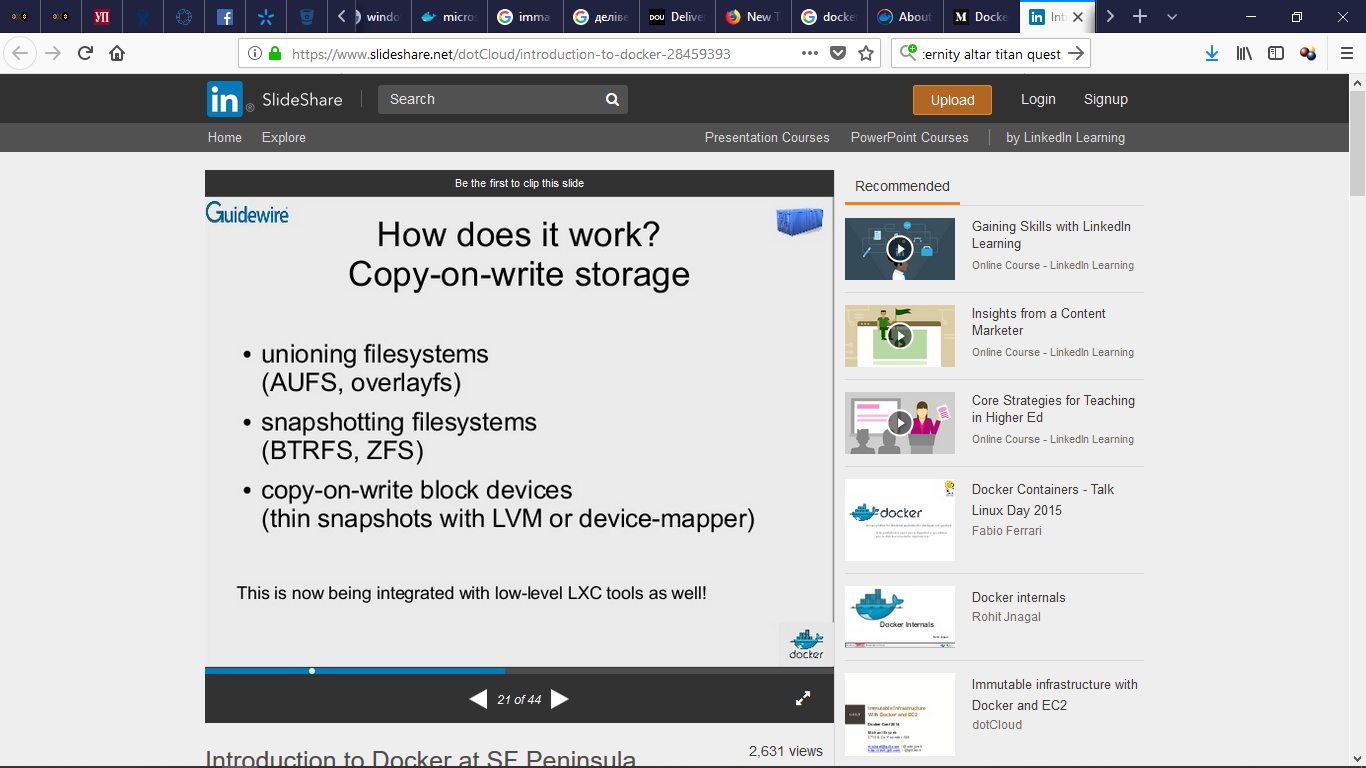 УП
windo
micros
imma
деліве
DOU
Delive
New T
docke
About
M
Docke
in
Int
https://www.slideshare.net/dotCloud/introduction-to-docker-28459393
:ernity altar titan quest
in
SlideShare
Search
Upload
Login
Signup
Home
Explore
Presentation Courses
PowerPoint Courses
by LinkedIn Learning
Be the first to clip this slide
Guidewire
How does it work?
Copy-on-write storage
• unioning filesystems
(AUFS, overlayfs)
• snapshotting filesystems
(BTRFS, ZFS)
• copy-on-write block devices
(thin snapshots with LVM or device-mapper)
This is now being integrated with low-level LXC tools as well!
docker
21 of 44
Introduction to Docker at SF Peninsula
2,631 views
Recommended
Gaining Skills with LinkedIn
Learning
Online Course - LinkedIn Learning
Insights from a Content
Marketer
Online Course - LinkedIn Learning
Core Strategies for Teaching
in Higher Ed
Online Course - LinkedIn Learning
docker
Docker Containers - Talk
Linux Day 2015
Fabio Ferrari
Docker Internals
Docker internals
Rohit Jnagal
Immutable Infrastructure
With Docker and EC2
Immutable infrastructure with
Docker and EC2
dotCloud